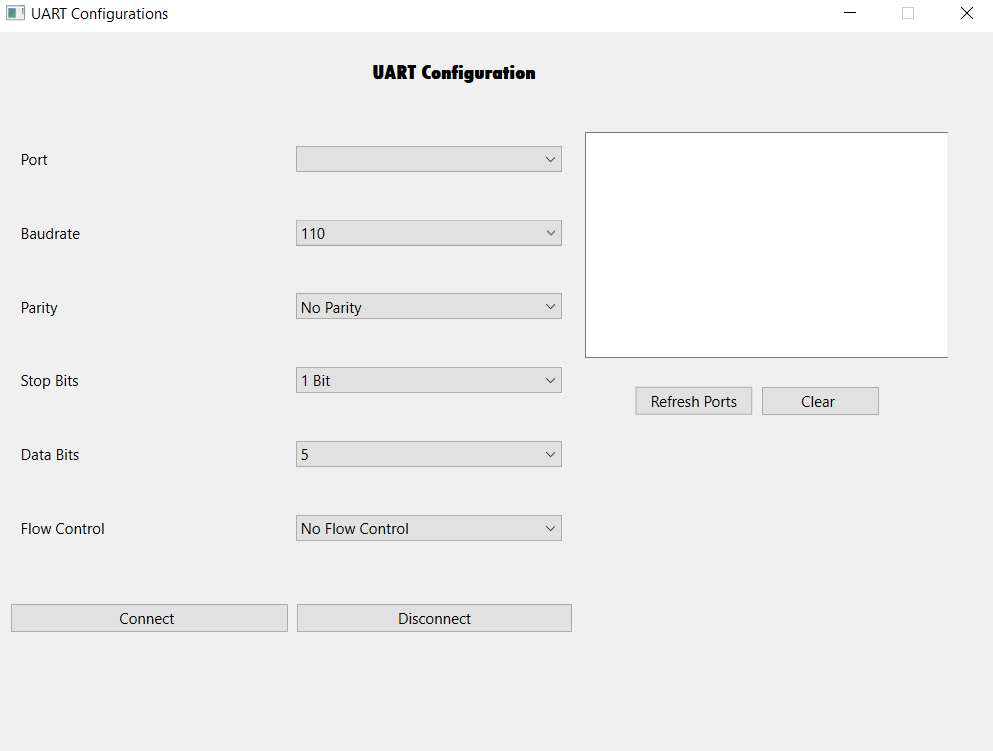 UART Configurations
UART Configuration
Port
Baudrate
110
Parity
No Parity
Stop Bits
1 Bit
Data Bits
5
Flow Control
No Flow Control
Connect
Disconnect
Refresh Ports
Clear